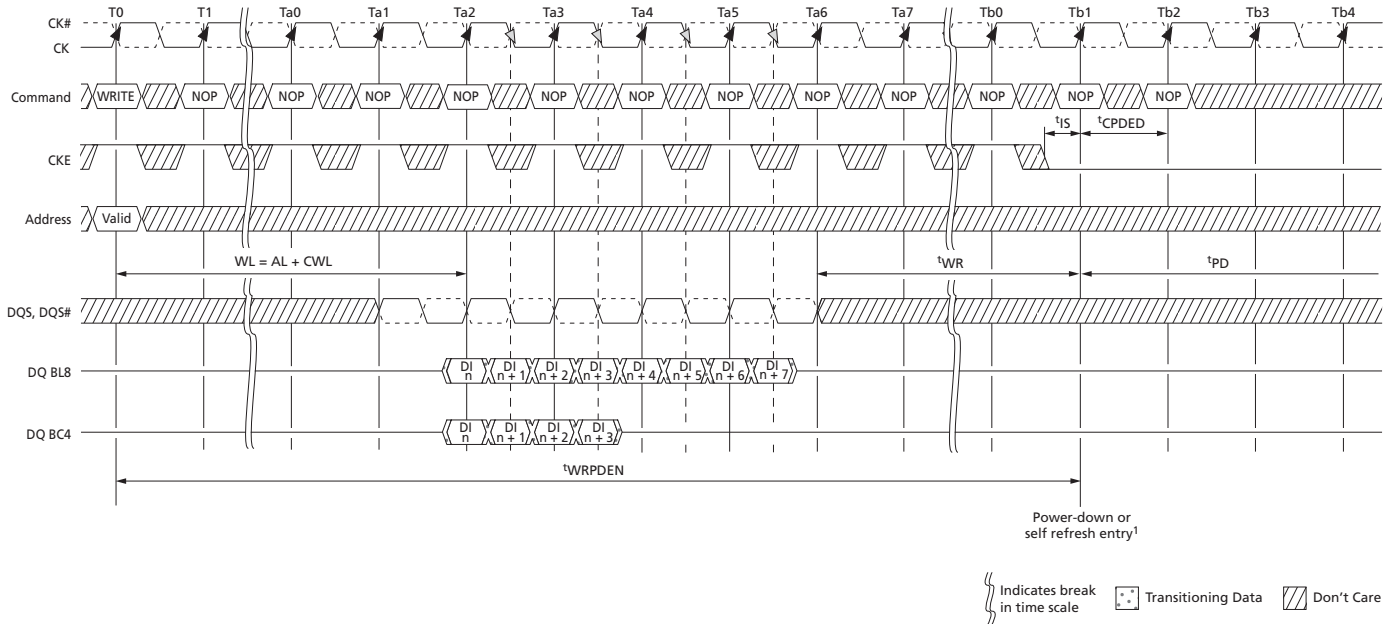 T0 T1 Ta0 Ta1 Ta2 Ta3 Ta4 Ta5 Ta6 Ta7 Tb0 Tb1 Tb2 Tb3 Tb4
CK#
CK
Command WRITE NOP NOP NOP NOP NOP NOP NOP NOP NOP NOP NOP NOP
tIS tCPDED
CKE
Address Valid
WL = AL + CWL tWR tPD
DQS, DQS#
DQ BL8 DI n DI n + 1 DI n + 2 DI n + 3 DI n + 4 DI n + 5 DI n + 6 DI n + 7
DQ BC4 DI n DI n + 1 DI n + 2 DI n + 3
tWRPDEN
Power-down or
self refresh entry1
Indicates break
in time scale
Transitioning Data
Don't Care